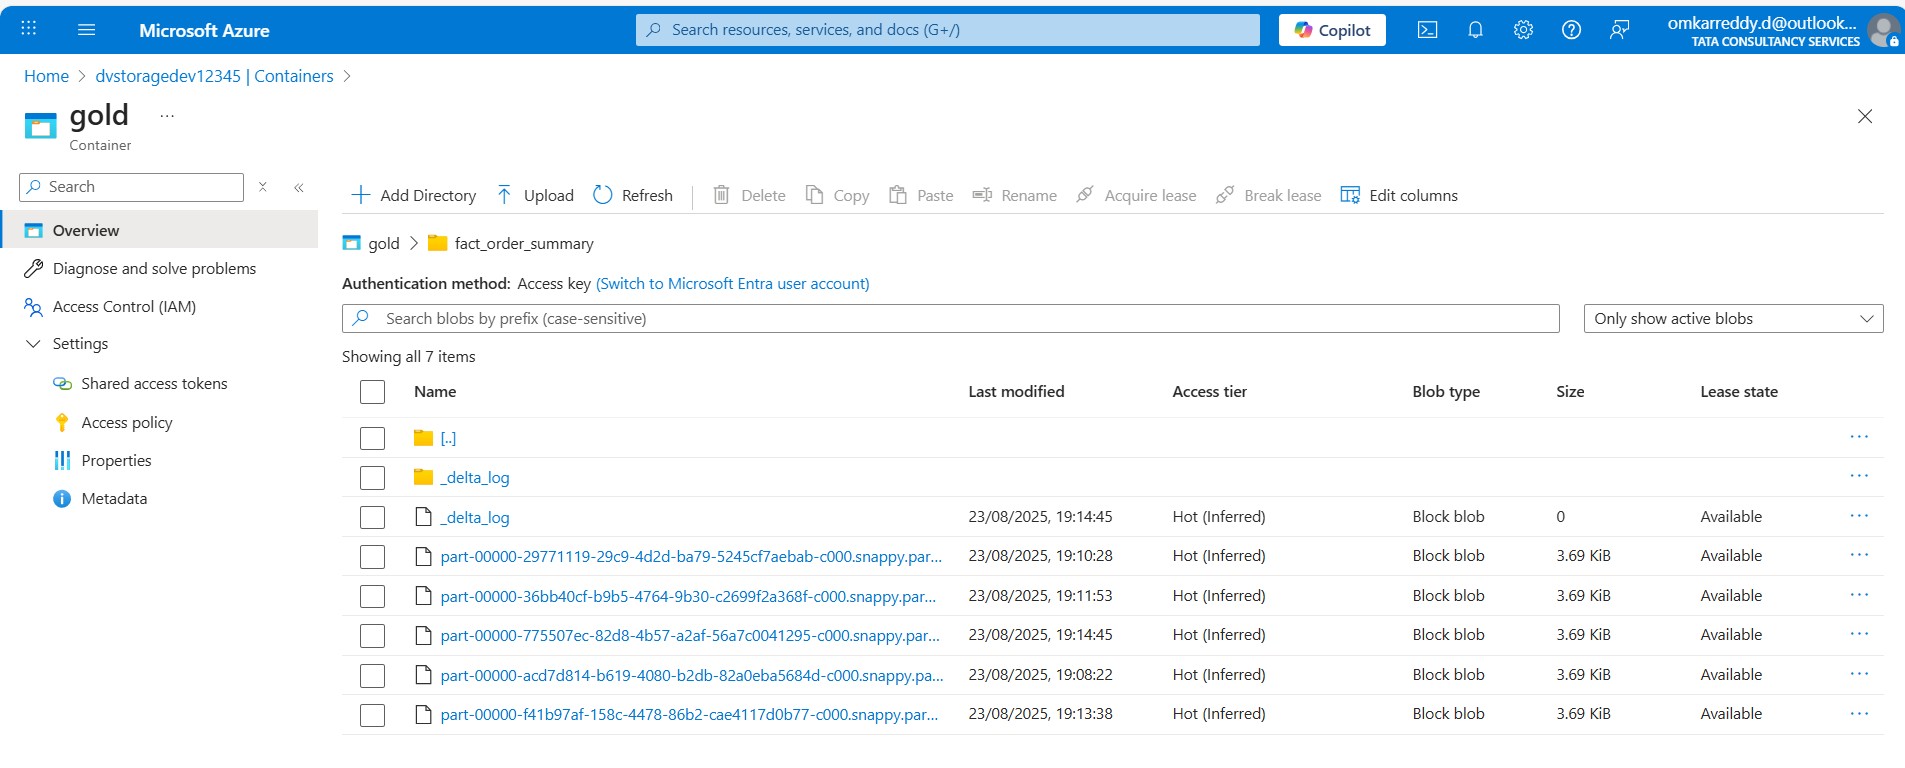 Microsoft Azure
Search resources, services, and docs (G+/)
Copilot
omkarreddy.d@outlook...
TATA CONSULTANCY SERVICES
Home > dvstoragedev12345 | Containers >
gold ...
Container
Search
Overview
Diagnose and solve problems
Access Control (IAM)
Settings
Shared access tokens
Access policy
Properties
Metadata
Add Directory Upload Refresh Delete Copy Paste Rename Acquire lease Break lease Edit columns
gold > fact_order_summary
Authentication method: Access key (Switch to Microsoft Entra user account)
Search blobs by prefix (case-sensitive)
Only show active blobs
Showing all 7 items
Name Last modified Access tier Blob type Size Lease state
[..] ...
_delta_log ...
_delta_log 23/08/2025, 19:14:45 Hot (Inferred) Block blob 0 Available ...
part-00000-29771119-29c9-4d2d-ba79-5245cf7aebab-c000.snappy.par... 23/08/2025, 19:10:28 Hot (Inferred) Block blob 3.69 KiB Available ...
part-00000-36bb40cf-b9b5-4764-9b30-c2699f2a368f-c000.snappy.par... 23/08/2025, 19:11:53 Hot (Inferred) Block blob 3.69 KiB Available ...
part-00000-775507ec-82d8-4b57-a2af-56a7c0041295-c000.snappy.par... 23/08/2025, 19:14:45 Hot (Inferred) Block blob 3.69 KiB Available ...
part-00000-acd7d814-b619-4080-b2db-82a0eba5684d-c000.snappy.pa... 23/08/2025, 19:08:22 Hot (Inferred) Block blob 3.69 KiB Available ...
part-00000-f41b97af-158c-4478-86b2-cae4117d0b77-c000.snappy.par... 23/08/2025, 19:13:38 Hot (Inferred) Block blob 3.69 KiB Available ...